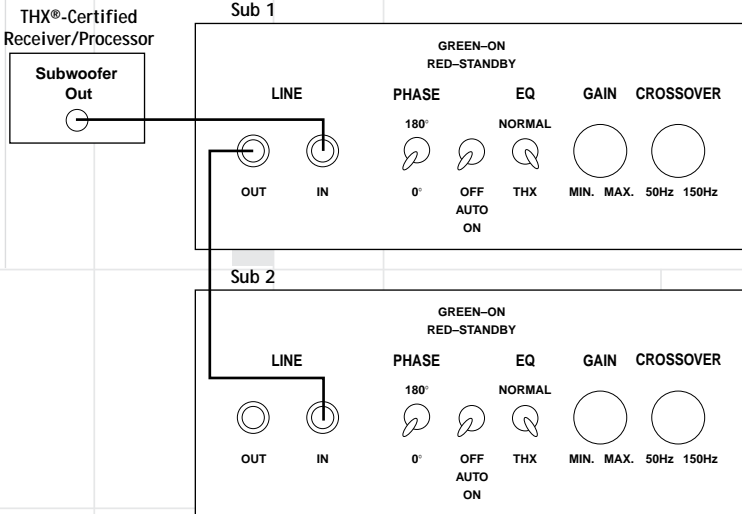 THX®-Certified
Receiver/Processor
Subwoofer
Out
Sub 1
GREEN–ON
RED–STANDBY
LINE PHASE EQ GAIN CROSSOVER
180° NORMAL
OUT IN 0° OFF THX MIN. MAX. 50Hz 150Hz
AUTO
ON
Sub 2
GREEN–ON
RED–STANDBY
LINE PHASE EQ GAIN CROSSOVER
180° NORMAL
OUT IN 0° OFF THX MIN. MAX. 50Hz 150Hz
AUTO
ON